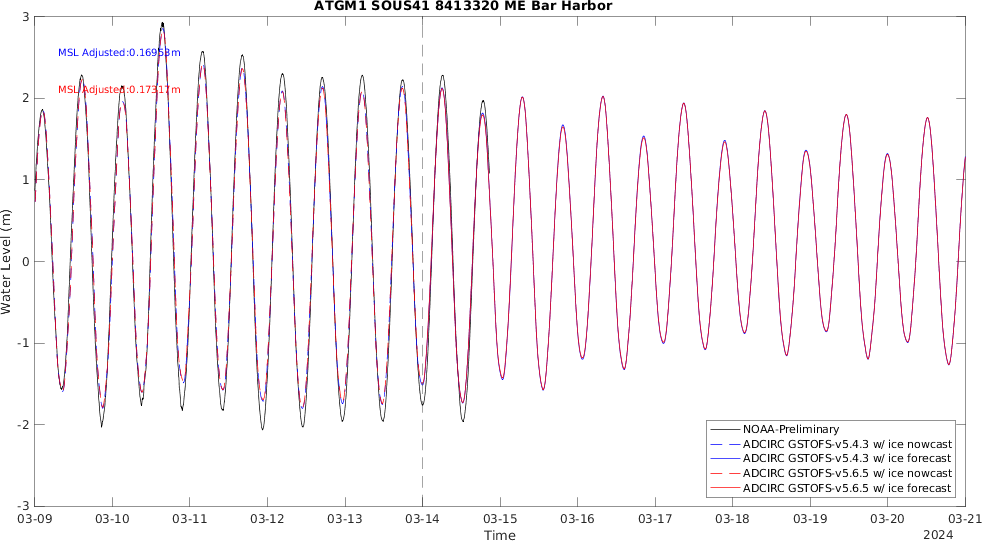 ATGM1 SOUS41 8413320 ME Bar Harbor
3
MSL Adjusted:0.16953m
MSL Adjusted:0.17317m
2
1
0
-1
-2
-3
Water Level (m)
NOAA-Preliminary
ADCIRC GSTOFS-v5.4.3 w/ ice nowcast
ADCIRC GSTOFS-v5.4.3 w/ ice forecast
ADCIRC GSTOFS-v5.6.5 w/ ice nowcast
ADCIRC GSTOFS-v5.6.5 w/ ice forecast
03-09 03-10 03-11 03-12 03-13 03-14 03-15 03-16 03-17 03-18 03-19 03-20 03-21
Time
2024